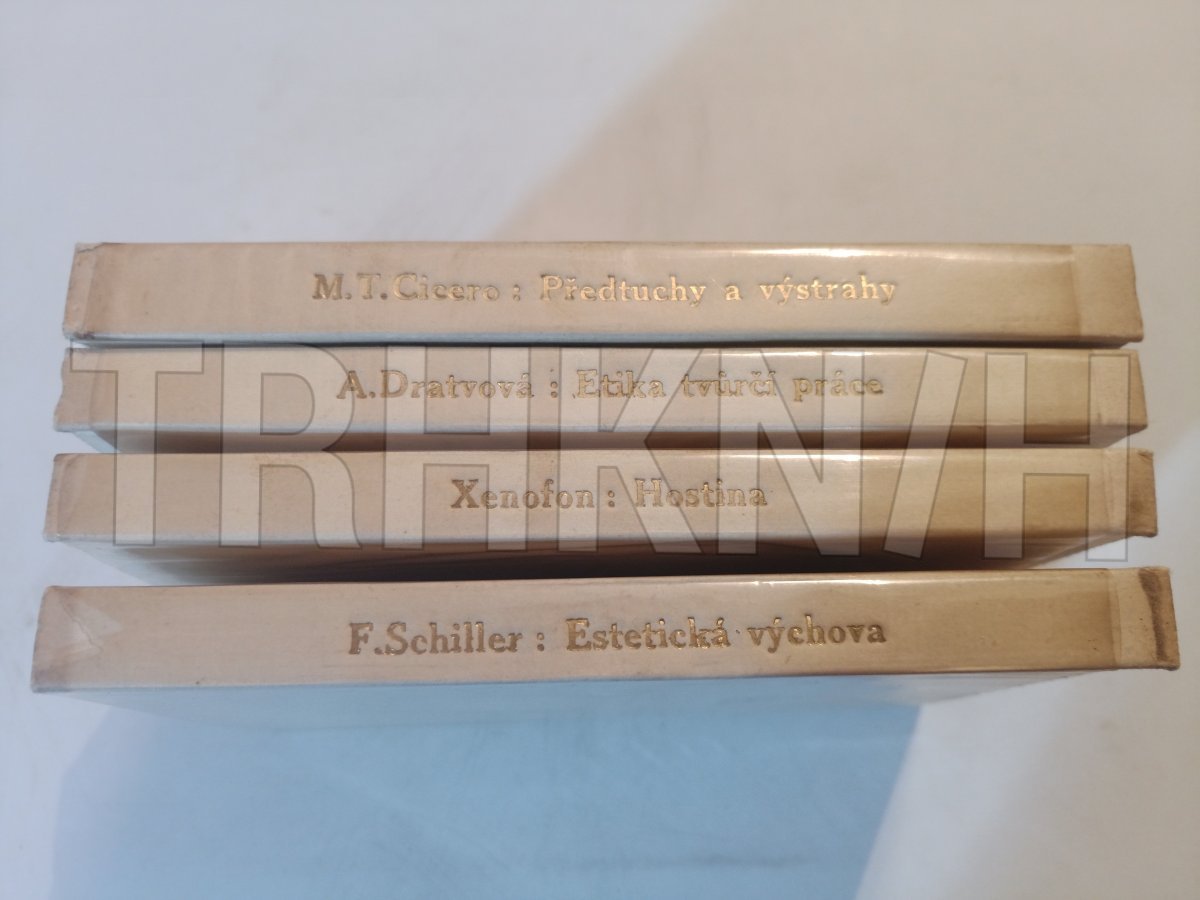 M.T.Cicero : Předtuchy a výstrahy
A.Dratvová : Etika tvůrčí práce
TRHKNIH
Xenofon : Hostina
F.Schiller : Estetická výchova